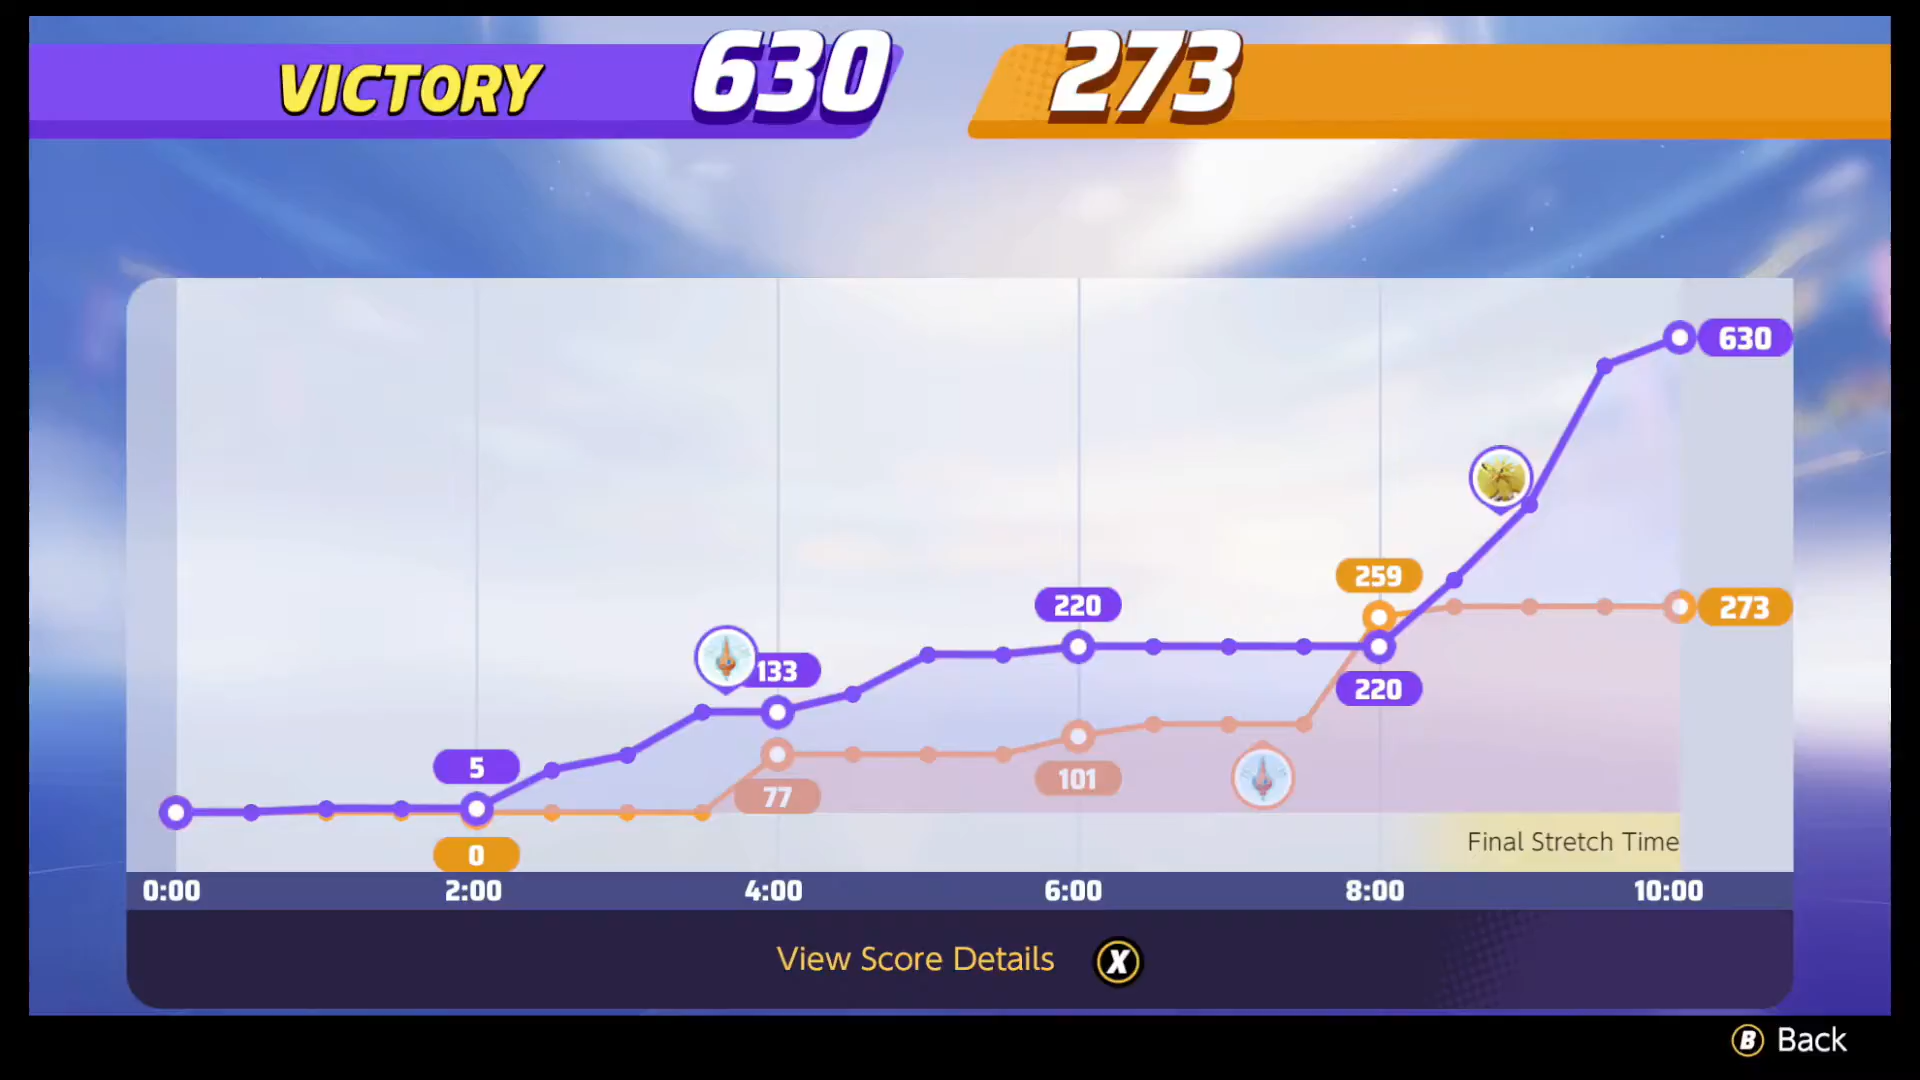 VICTORY 630 273
630
259
220
273
133
220
5
101
77
0
Final Stretch Time
0:00 2:00 4:00 6:00 8:00 10:00
View Score Details X
B Back